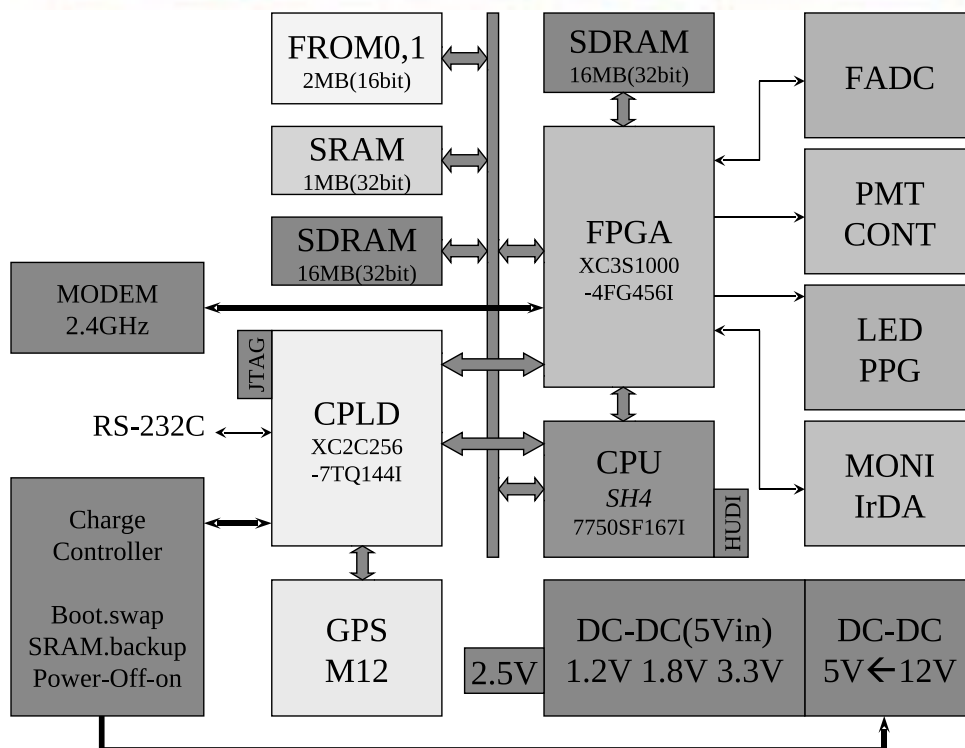 FROM0,1
2MB(16bit)
SDRAM
16MB(32bit)
FADC
SRAM
1MB(32bit)
FPGA
XC3S1000
-4FG456I
PMT
CONT
SDRAM
16MB(32bit)
MODEM
2.4GHz
LED
PPG
JTAG
CPLD
XC2C256
-7TQ144I
RS-232C
CPU
SH4
7750SF167I
HUDI
MONI
IrDA
Charge
Controller
Boot.swap
SRAM.backup
Power-Off-on
GPS
M12
2.5V
DC-DC(5Vin)
1.2V 1.8V 3.3V
DC-DC
5V←12V